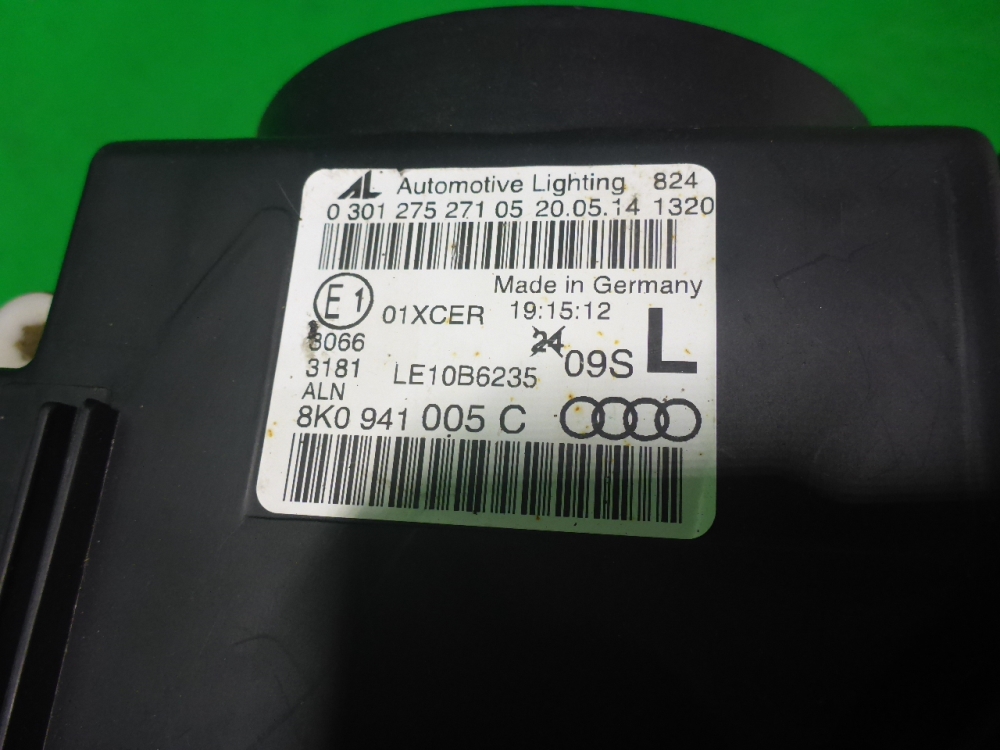 AL Automotive Lighting 824
0 301 275 271 05 20.05.14 1320
Made in Germany
E1 01XCER 19:15:12
8066 24 09S L
3181 LE10B6235
ALN
8K0 941 005 C